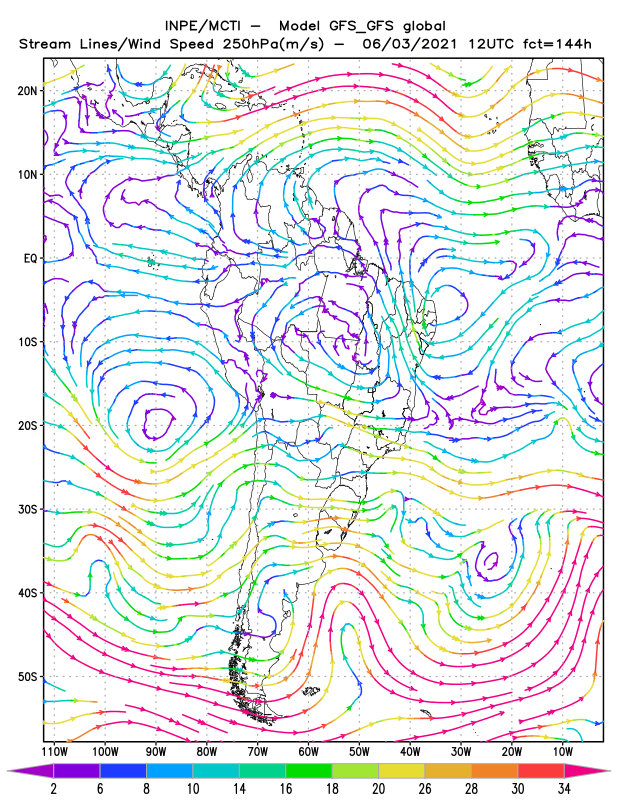 INPE/MCTI – Model GFS_GFS global
Stream Lines/Wind Speed 250hPa(m/s) – 06/03/2021 12UTC fct=144h
20N
10N
EQ
10S
20S
30S
40S
50S
110W 100W 90W 80W 70W 60W 50W 40W 30W 20W 10W
2 6 8 10 14 16 18 20 26 28 30 34